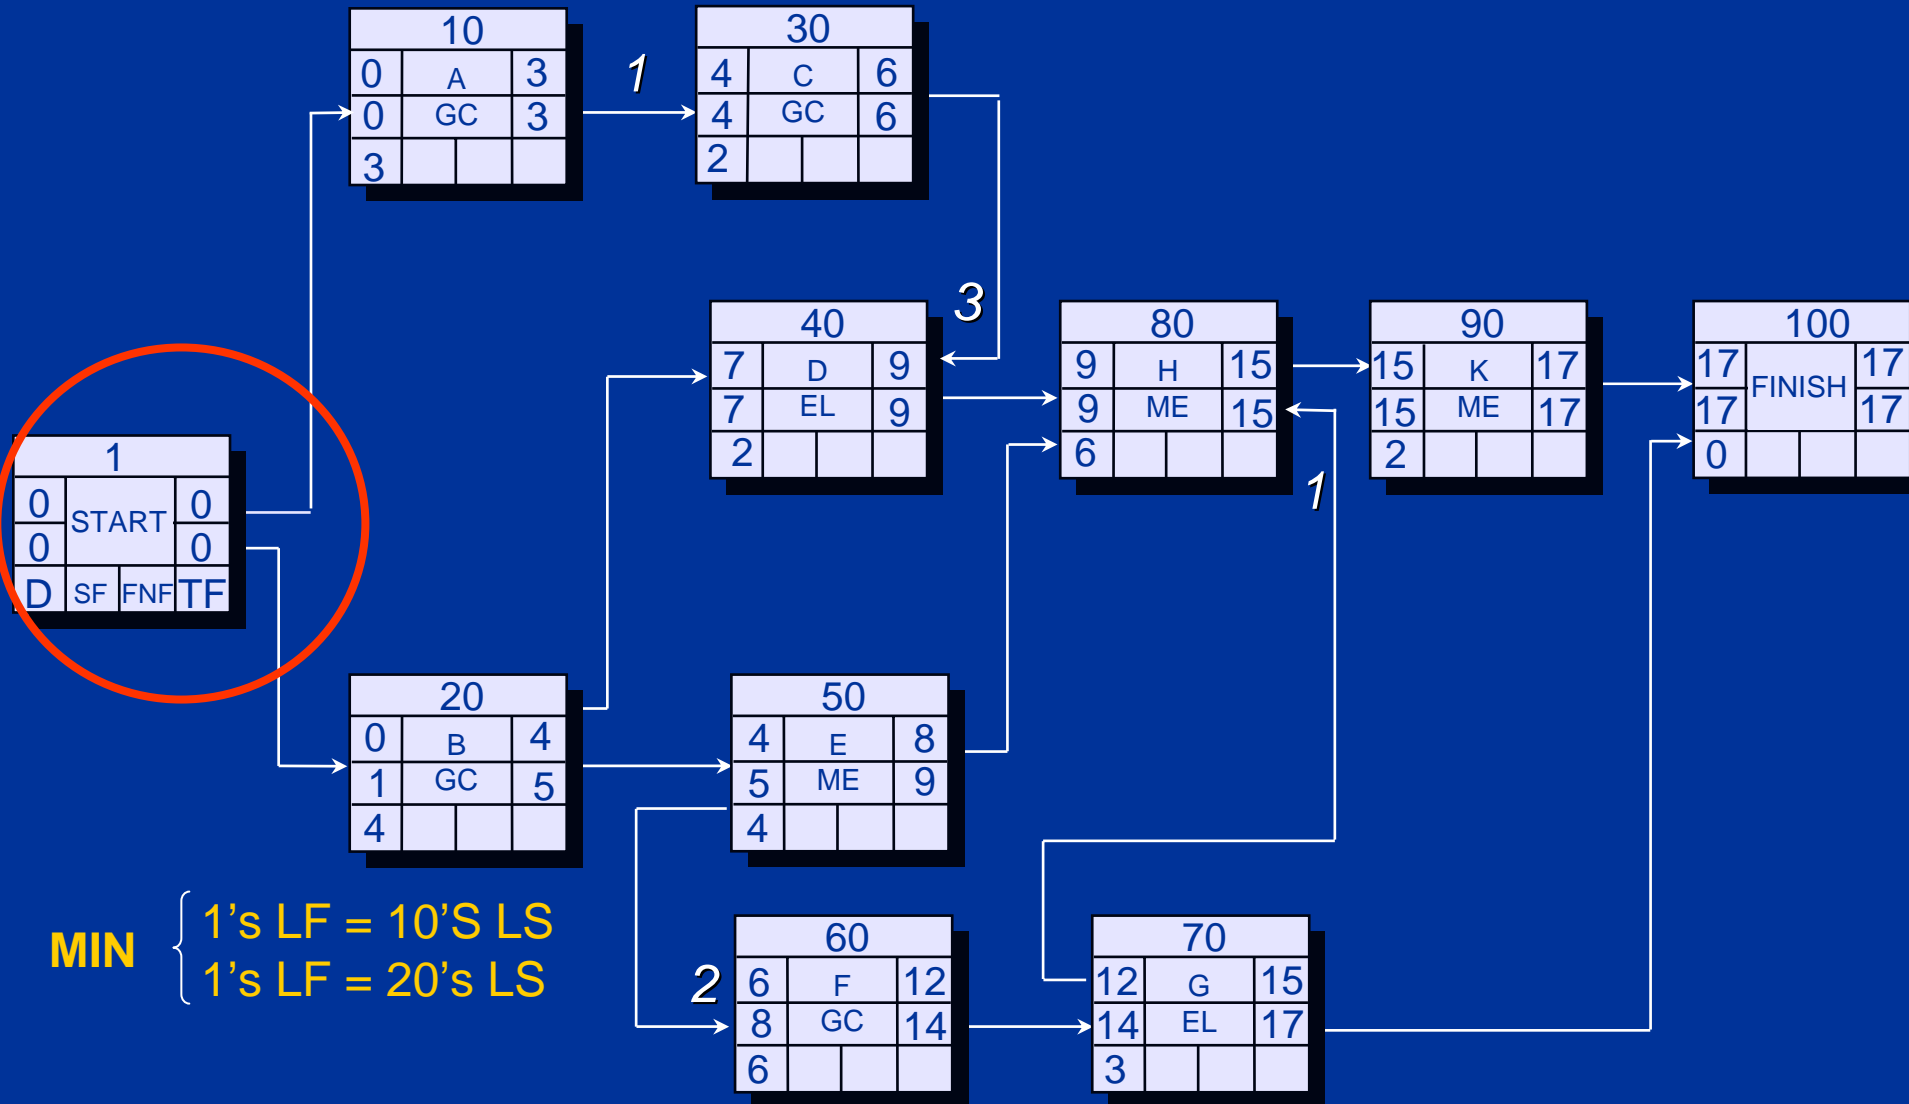 10
0 A 3
0 GC 3
3
1
30
4 C 6
4 GC 6
2
3
40
7 D 9
7 EL 9
2
80
9 H 15
9 ME 15
6
1
90
15 K 17
15 ME 17
2
100
17 FINISH 17
17 17
0
1
0 START 0
0 0
D SF FNF TF
20
0 B 4
1 GC 5
4
50
4 E 8
5 ME 9
4
MIN
1’s LF = 10’S LS
1’s LF = 20’s LS
2
60
6 F 12
8 GC 14
6
70
12 G 15
14 EL 17
3